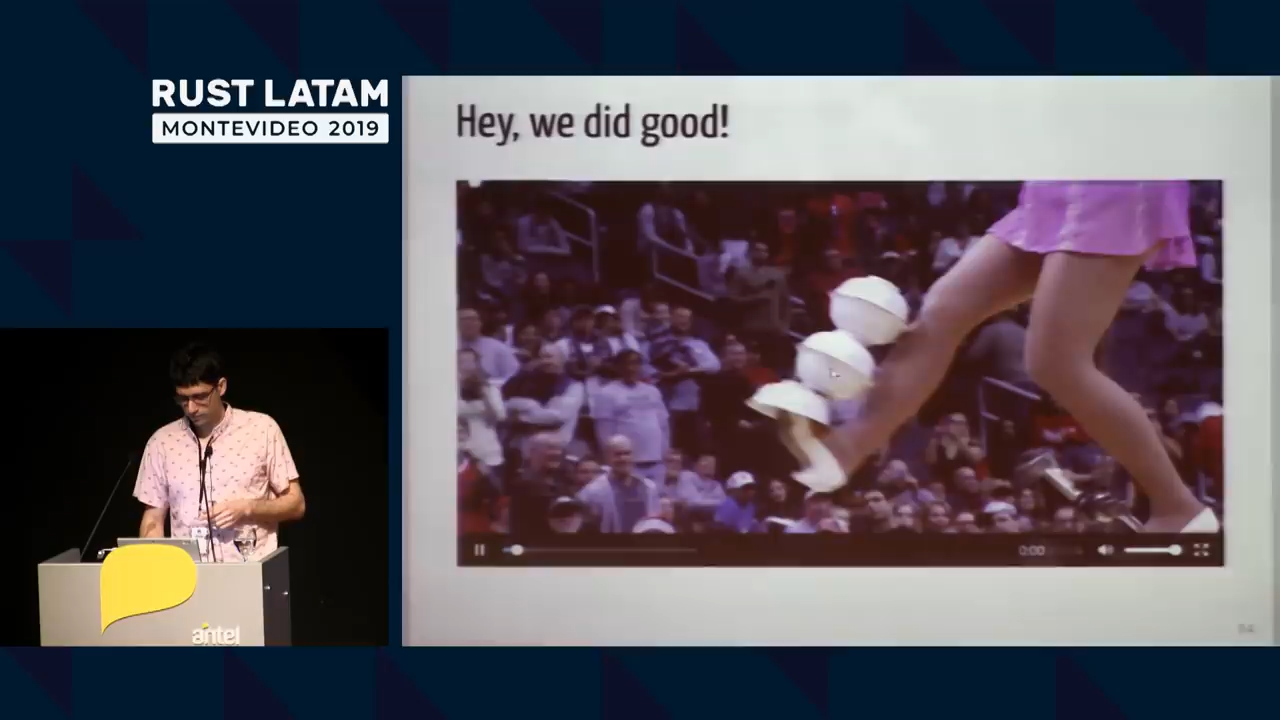 RUST LATAM
MONTEVIDEO 2019
Hey, we did good!
0:00
antel